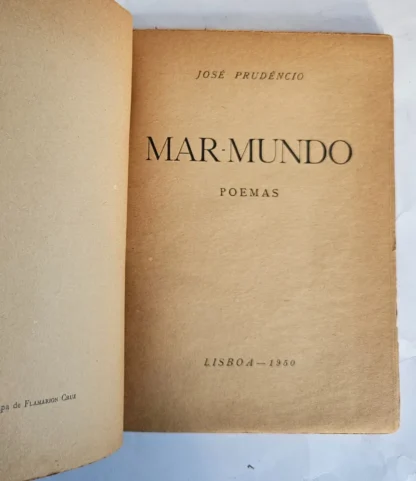 pa de FLAMARION CRUZ
JOSÉ PRUDÊNCIO
MAR-MUNDO
POEMAS
LISBOA — 1950